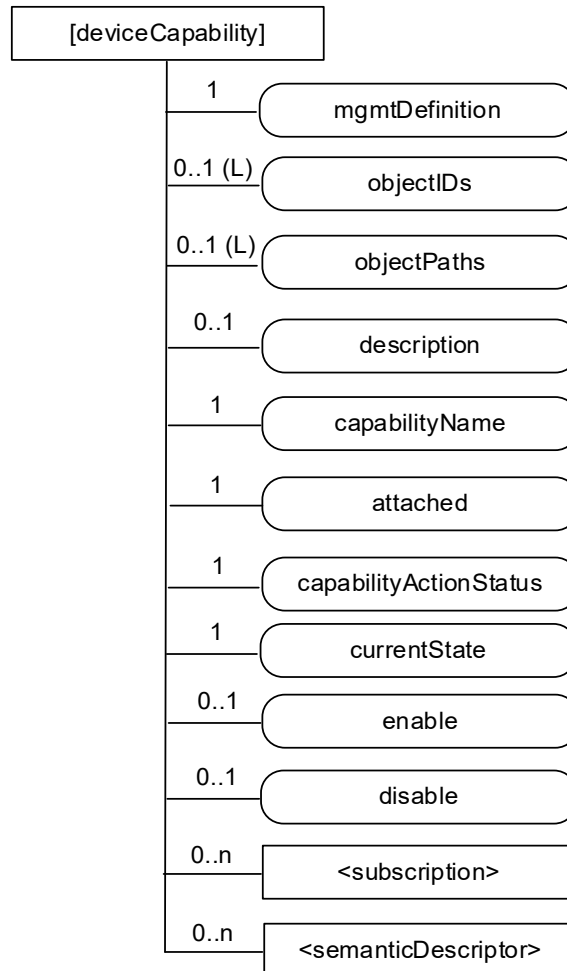 [deviceCapability]
1
mgmtDefinition
0..1 (L)
objectIDs
0..1 (L)
objectPaths
0..1
description
1
capabilityName
1
attached
1
capabilityActionStatus
1
currentState
0..1
enable
0..1
disable
0..n
<subscription>
0..n
<semanticDescriptor>